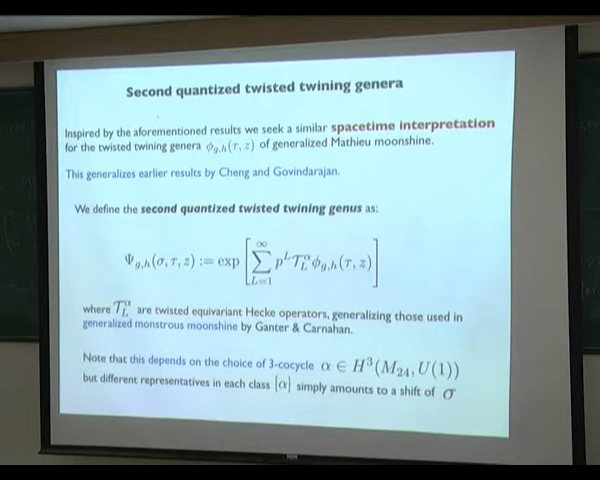 Second quantized twisted twining genera
Inspired by the aforementioned results we seek a similar spacetime interpretation
for the twisted twining genera φ_{g,h}(τ, z) of generalized Mathieu moonshine.
This generalizes earlier results by Cheng and Govindarajan.
We define the second quantized twisted twining genus as:
Ψ_{g,h}(σ, τ, z) := exp [ ∑_{L=1}^{∞} p^L 𝒯_L^α φ_{g,h}(τ, z) ]
where 𝒯_L^α are twisted equivariant Hecke operators, generalizing those used in
generalized monstrous moonshine by Ganter & Carnahan.
Note that this depends on the choice of 3-cocycle α ∈ H^3(M_{24}, U(1))
but different representatives in each class [α] simply amounts to a shift of σ